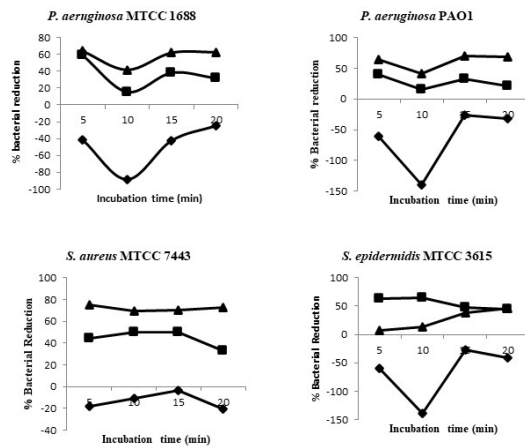 P. aeruginosa MTCC 1688
80
60
40
20
0
-20
-40
-60
-80
-100
5 10 15 20
% bacterial reduction
Incubation time (min)
P. aeruginosa PAO1
100
50
0
-50
-100
-150
5 10 15 20
% Bacterial reduction
Incubation time (min)
S. aureus MTCC 7443
100
80
60
40
20
0
-20
-40
5 10 15 20
% Bacterial Reduction
Incubation time (min)
S. epidermidis MTCC 3615
100
50
0
-50
-100
-150
5 10 15 20
% Bacterial Reduction
Incubation time (min)